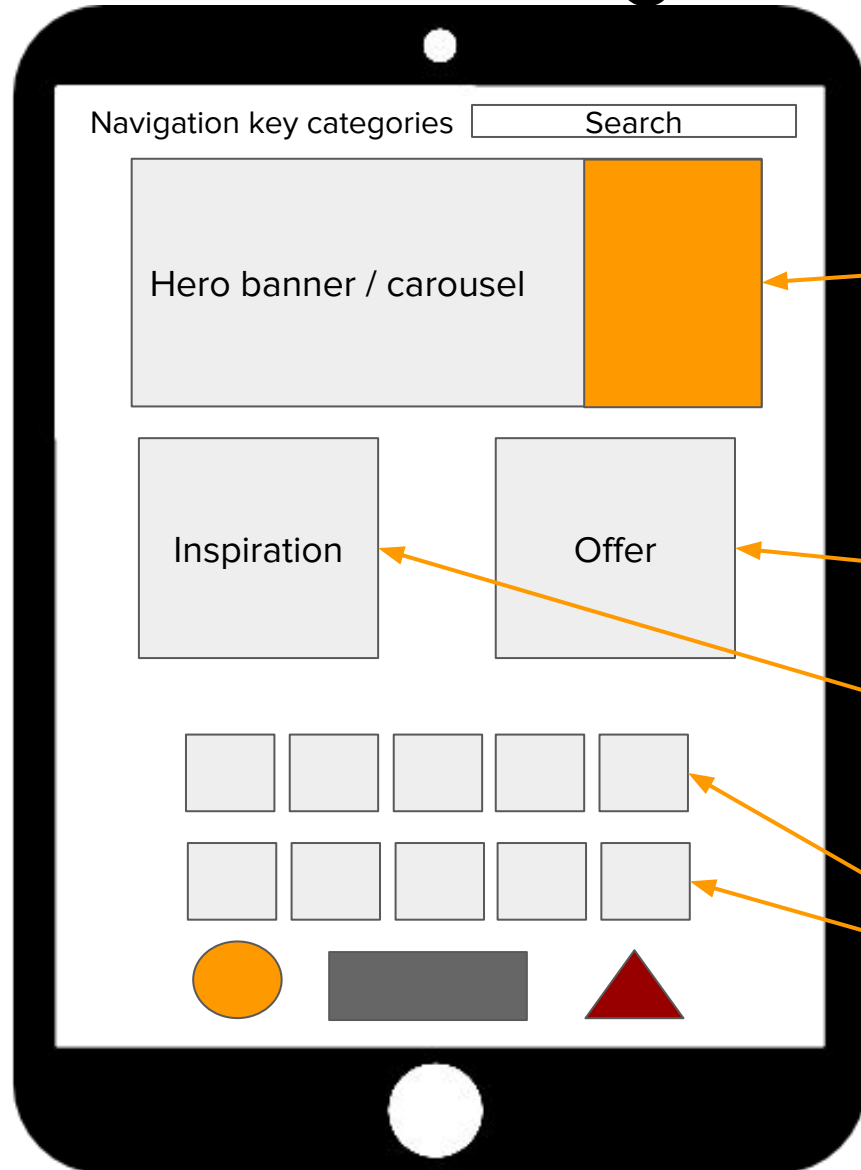 Navigation key categories
Search
Hero banner / carousel
Inspiration
Offer